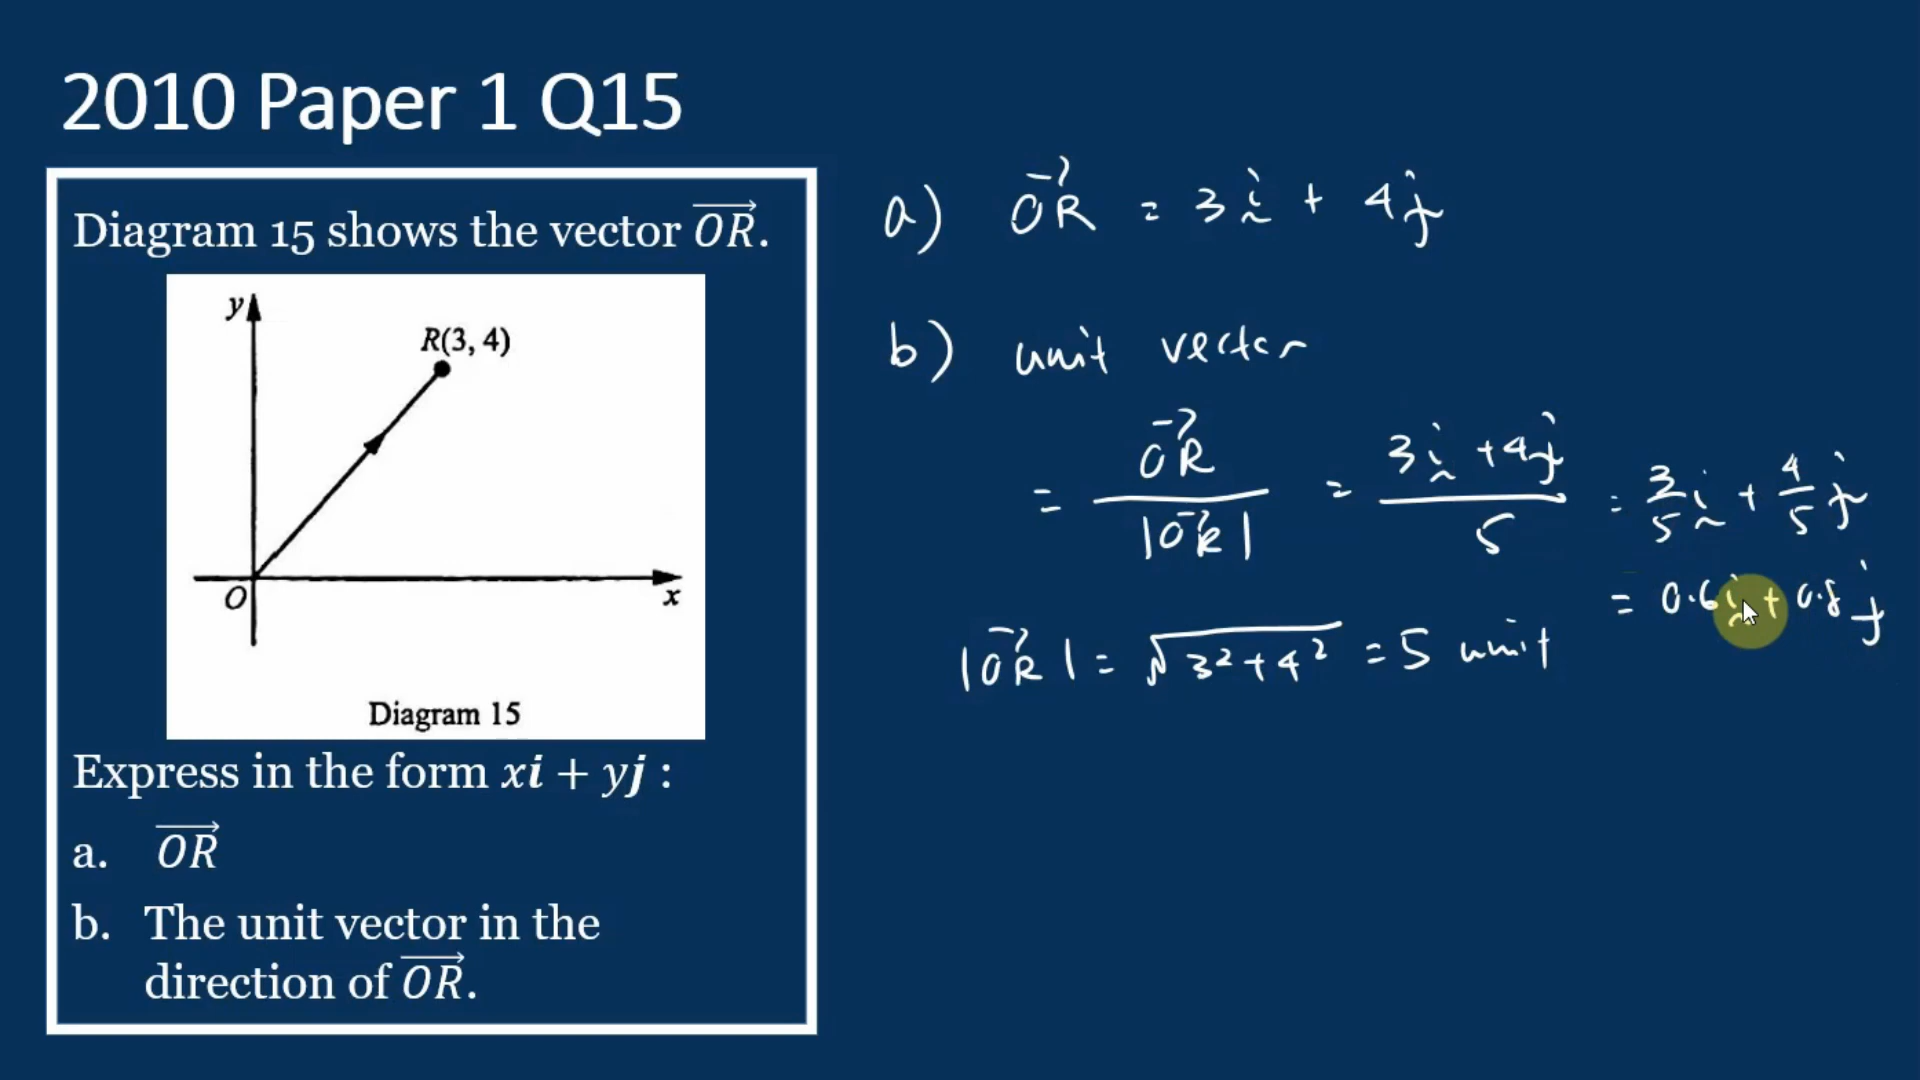 2010 Paper 1 Q15
Diagram 15 shows the vector OR⃗.
y
R(3, 4)
O
x
Diagram 15
Express in the form xi + yj :
a. OR⃗
b. The unit vector in the
direction of OR⃗.
a) OR⃗ = 3i + 4j
b) unit vector
= OR⃗ / |OR⃗| = (3i + 4j) / 5 = 3/5 i + 4/5 j
= 0.6i + 0.8j
|OR⃗| = √(3² + 4²) = 5 unit